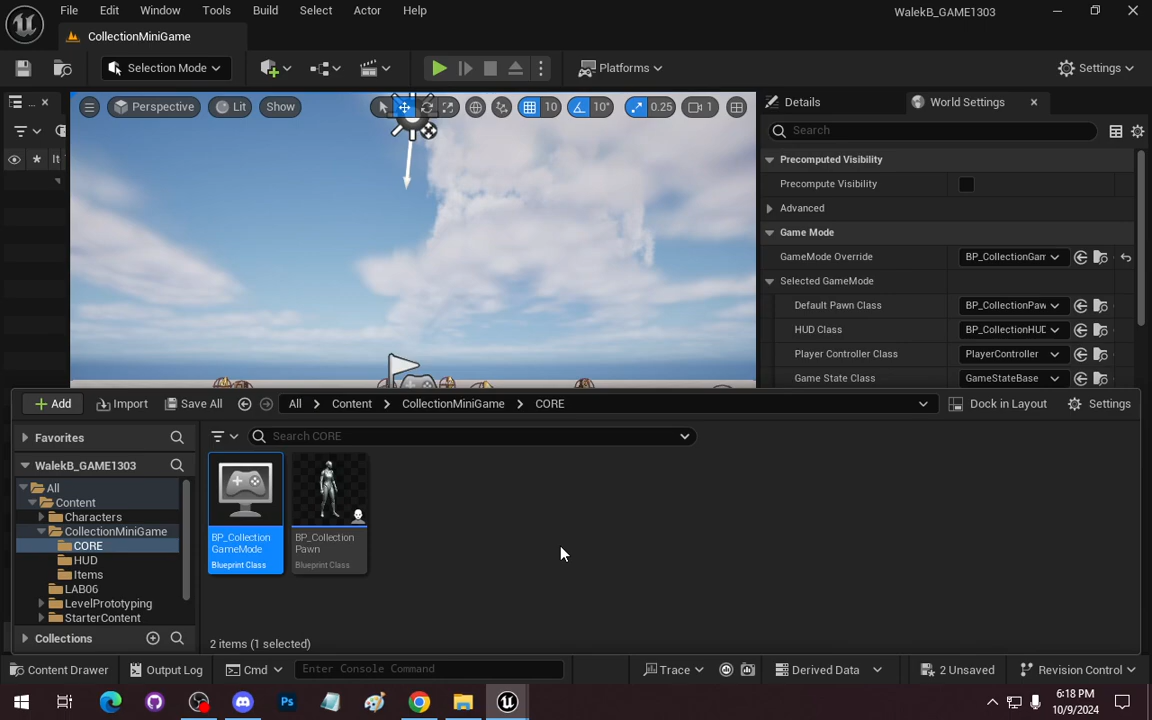 File Edit Window Tools Build Select Actor Help WalekB_GAME1303
CollectionMiniGame
Selection Mode Platforms Settings
... Details World Settings
Perspective Lit Show 10 10° 0.25 1
Search
Precomputed Visibility
Precompute Visibility
Advanced
Game Mode
GameMode Override BP_CollectionGam
Selected GameMode
Default Pawn Class BP_CollectionPaw
HUD Class BP_CollectionHUD
Player Controller Class PlayerController
Game State Class GameStateBase
Add Import Save All All Content CollectionMiniGame CORE Dock in Layout Settings
Favorites Search CORE
WalekB_GAME1303
All
Content
Characters
CollectionMiniGame
CORE
HUD
Items
LAB06
LevelPrototyping
StarterContent
Collections
BP_Collection
GameMode
Blueprint Class
BP_Collection
Pawn
Blueprint Class
2 items (1 selected)
Content Drawer Output Log Cmd Enter Console Command Trace Derived Data 2 Unsaved Revision Control
6:18 PM
10/9/2024